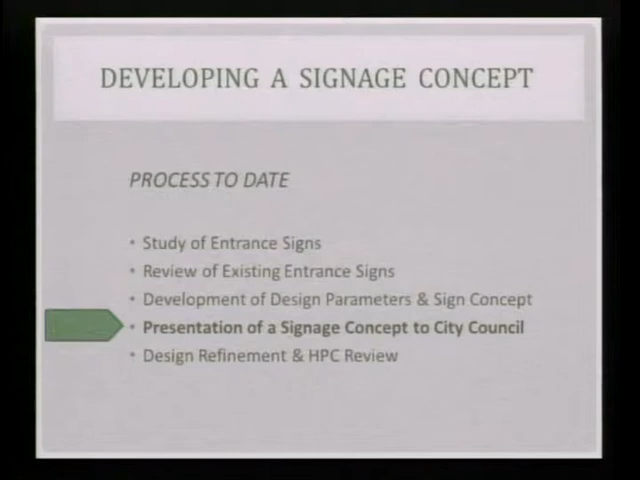 DEVELOPING A SIGNAGE CONCEPT
PROCESS TO DATE
• Study of Entrance Signs
• Review of Existing Entrance Signs
• Development of Design Parameters & Sign Concept
• Presentation of a Signage Concept to City Council
• Design Refinement & HPC Review